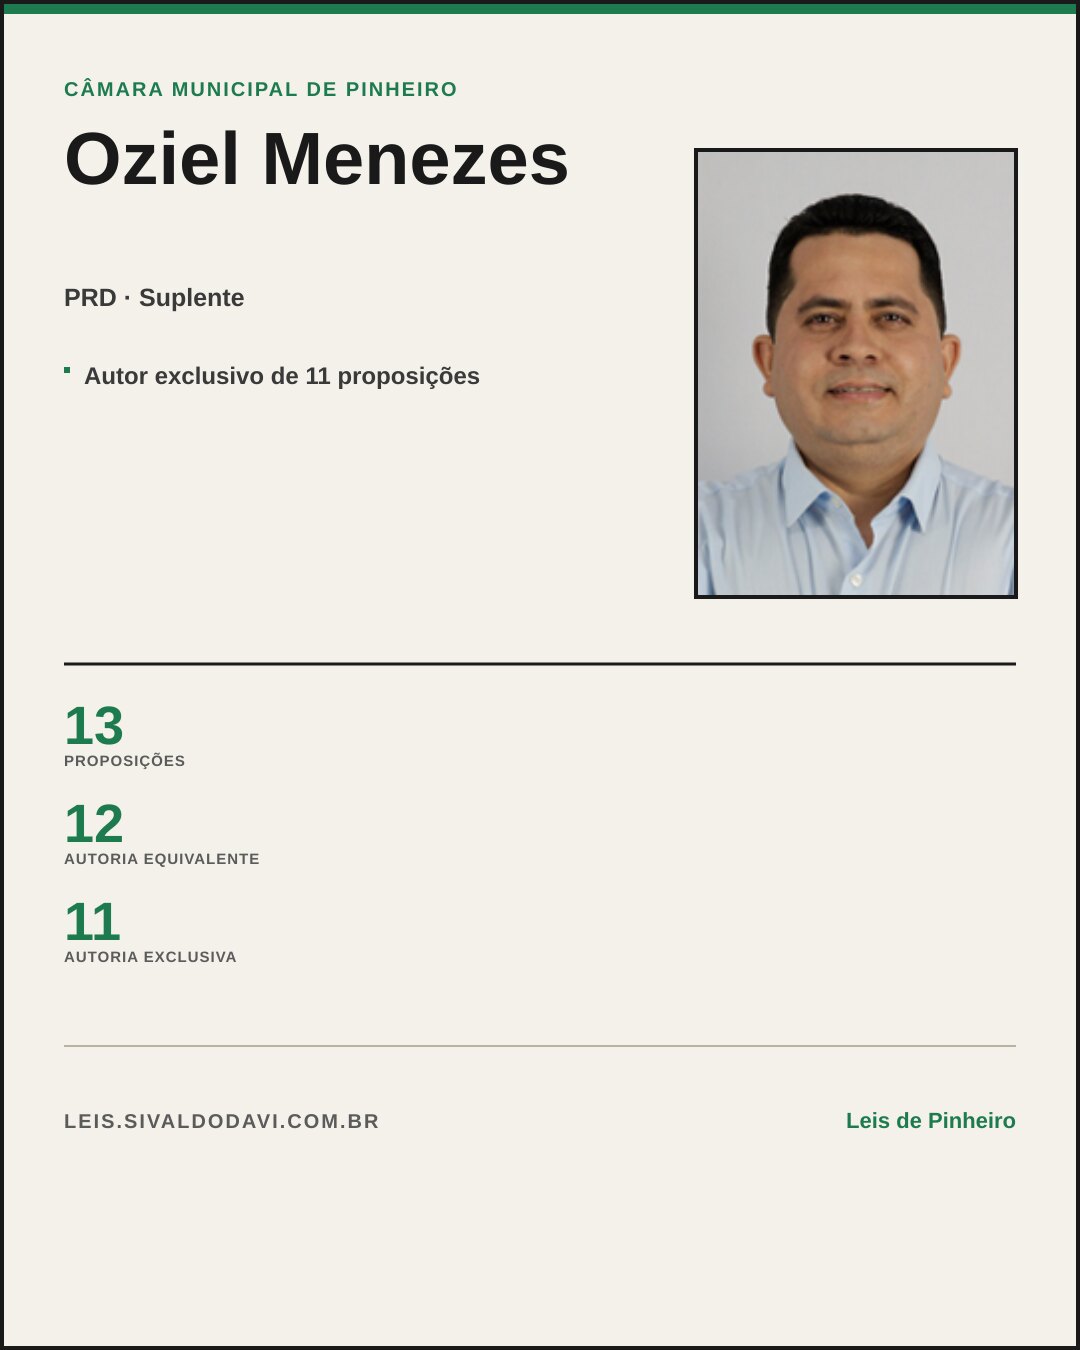 CÂMARA MUNICIPAL DE PINHEIRO
Oziel Menezes
PRD · Suplente
Autor exclusivo de 11 proposições
13
PROPOSIÇÕES
12
AUTORIA EQUIVALENTE
11
AUTORIA EXCLUSIVA
LEIS.SIVALDODAVI.COM.BR
Leis de Pinheiro